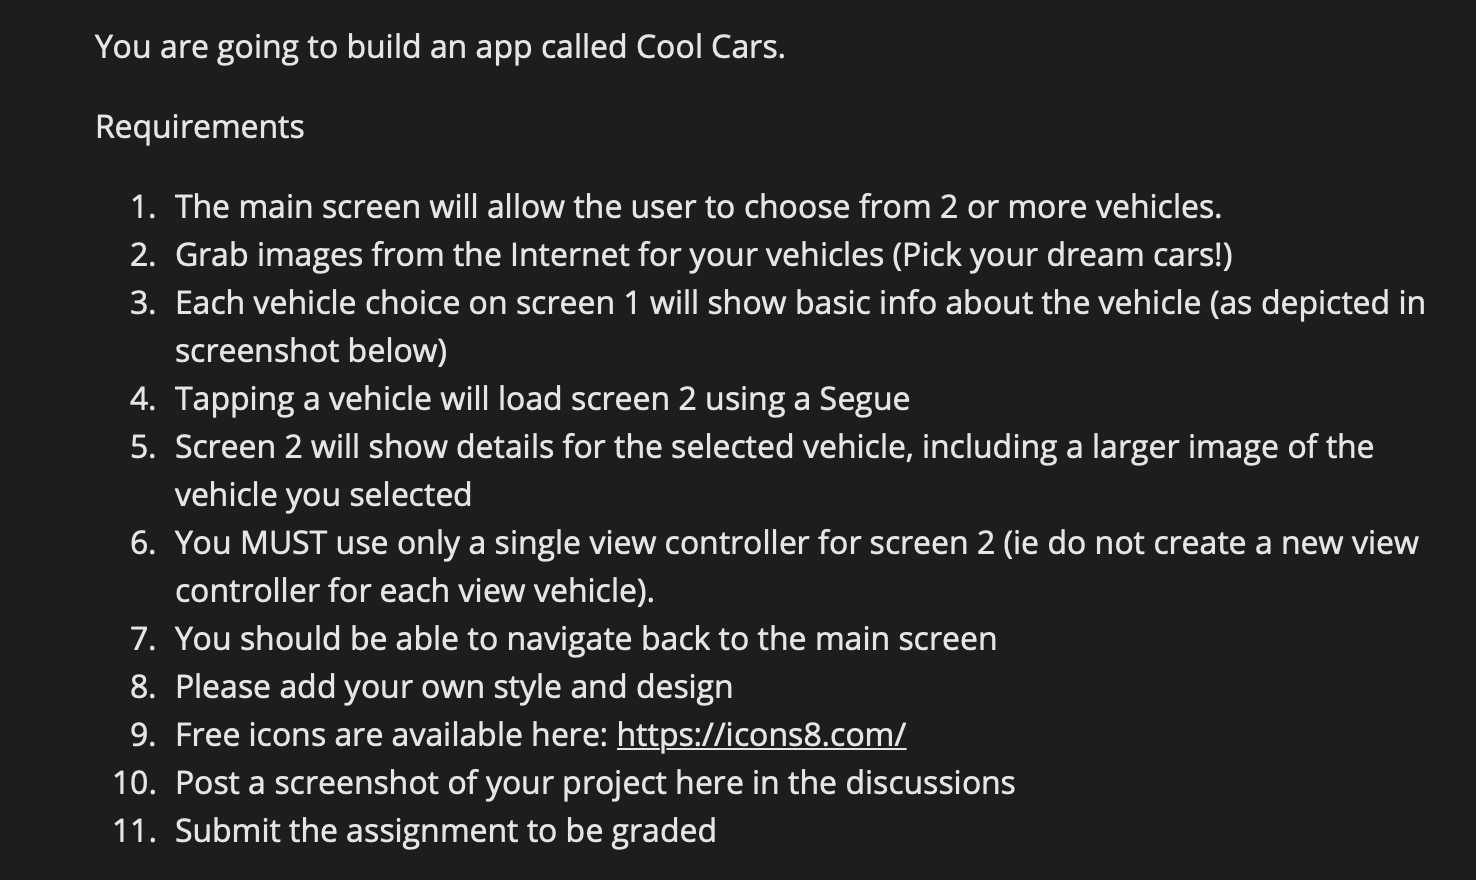 You are going to build an app called Cool Cars.
Requirements
1. The main screen will allow the user to choose from 2 or more vehicles.
2. Grab images from the Internet for your vehicles (Pick your dream cars!)
3. Each vehicle choice on screen 1 will show basic info about the vehicle (as depicted in
screenshot below)
4. Tapping a vehicle will load screen 2 using a Segue
5. Screen 2 will show details for the selected vehicle, including a larger image of the
vehicle you selected
6. You MUST use only a single view controller for screen 2 (ie do not create a new view
controller for each view vehicle).
7. You should be able to navigate back to the main screen
8. Please add your own style and design
9. Free icons are available here: https://icons8.com/
10. Post a screenshot of your project here in the discussions
11. Submit the assignment to be graded